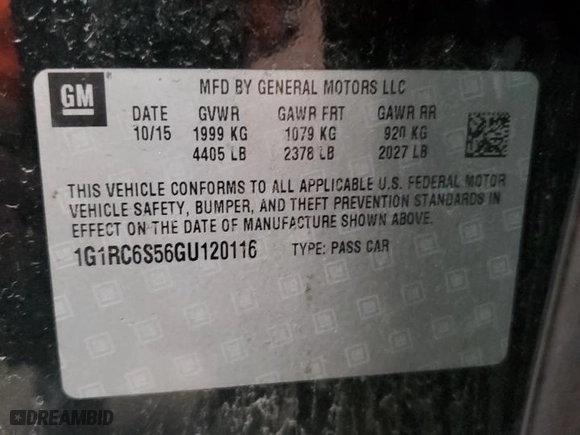 GM
MFD BY GENERAL MOTORS LLC
DATE GVWR GAWR FRT GAWR RR
10/15 1999 KG 1079 KG 920 KG
4405 LB 2378 LB 2027 LB
THIS VEHICLE CONFORMS TO ALL APPLICABLE U.S. FEDERAL MOTOR
VEHICLE SAFETY, BUMPER, AND THEFT PREVENTION STANDARDS IN
EFFECT ON THE DATE OF MANUFACTURE SHOWN ABOVE.
1G1RC6S56GU120116 TYPE: PASS CAR
DREAMBID